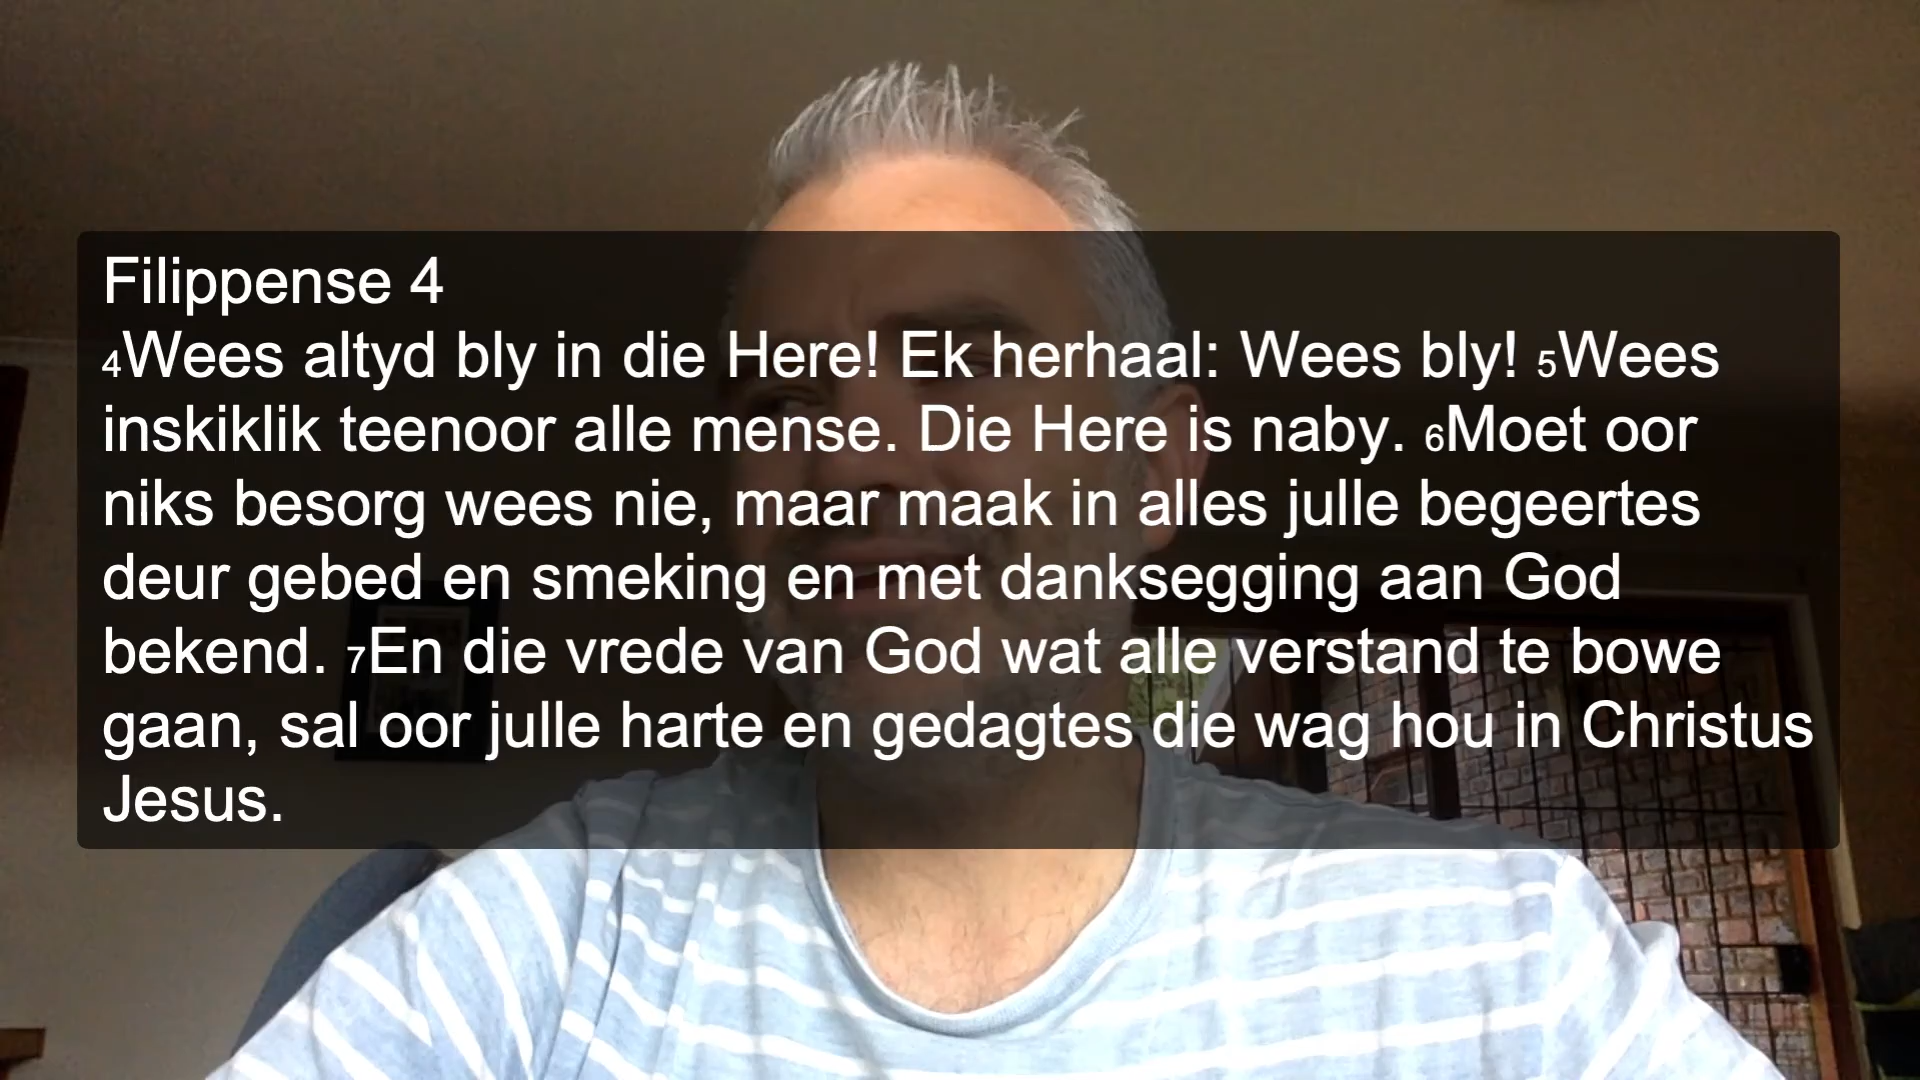 Filippense 4
4Wees altyd bly in die Here! Ek herhaal: Wees bly! 5Wees
inskiklik teenoor alle mense. Die Here is naby. 6Moet oor
niks besorg wees nie, maar maak in alles julle begeertes
deur gebed en smeking en met danksegging aan God
bekend. 7En die vrede van God wat alle verstand te bowe
gaan, sal oor julle harte en gedagtes die wag hou in Christus
Jesus.